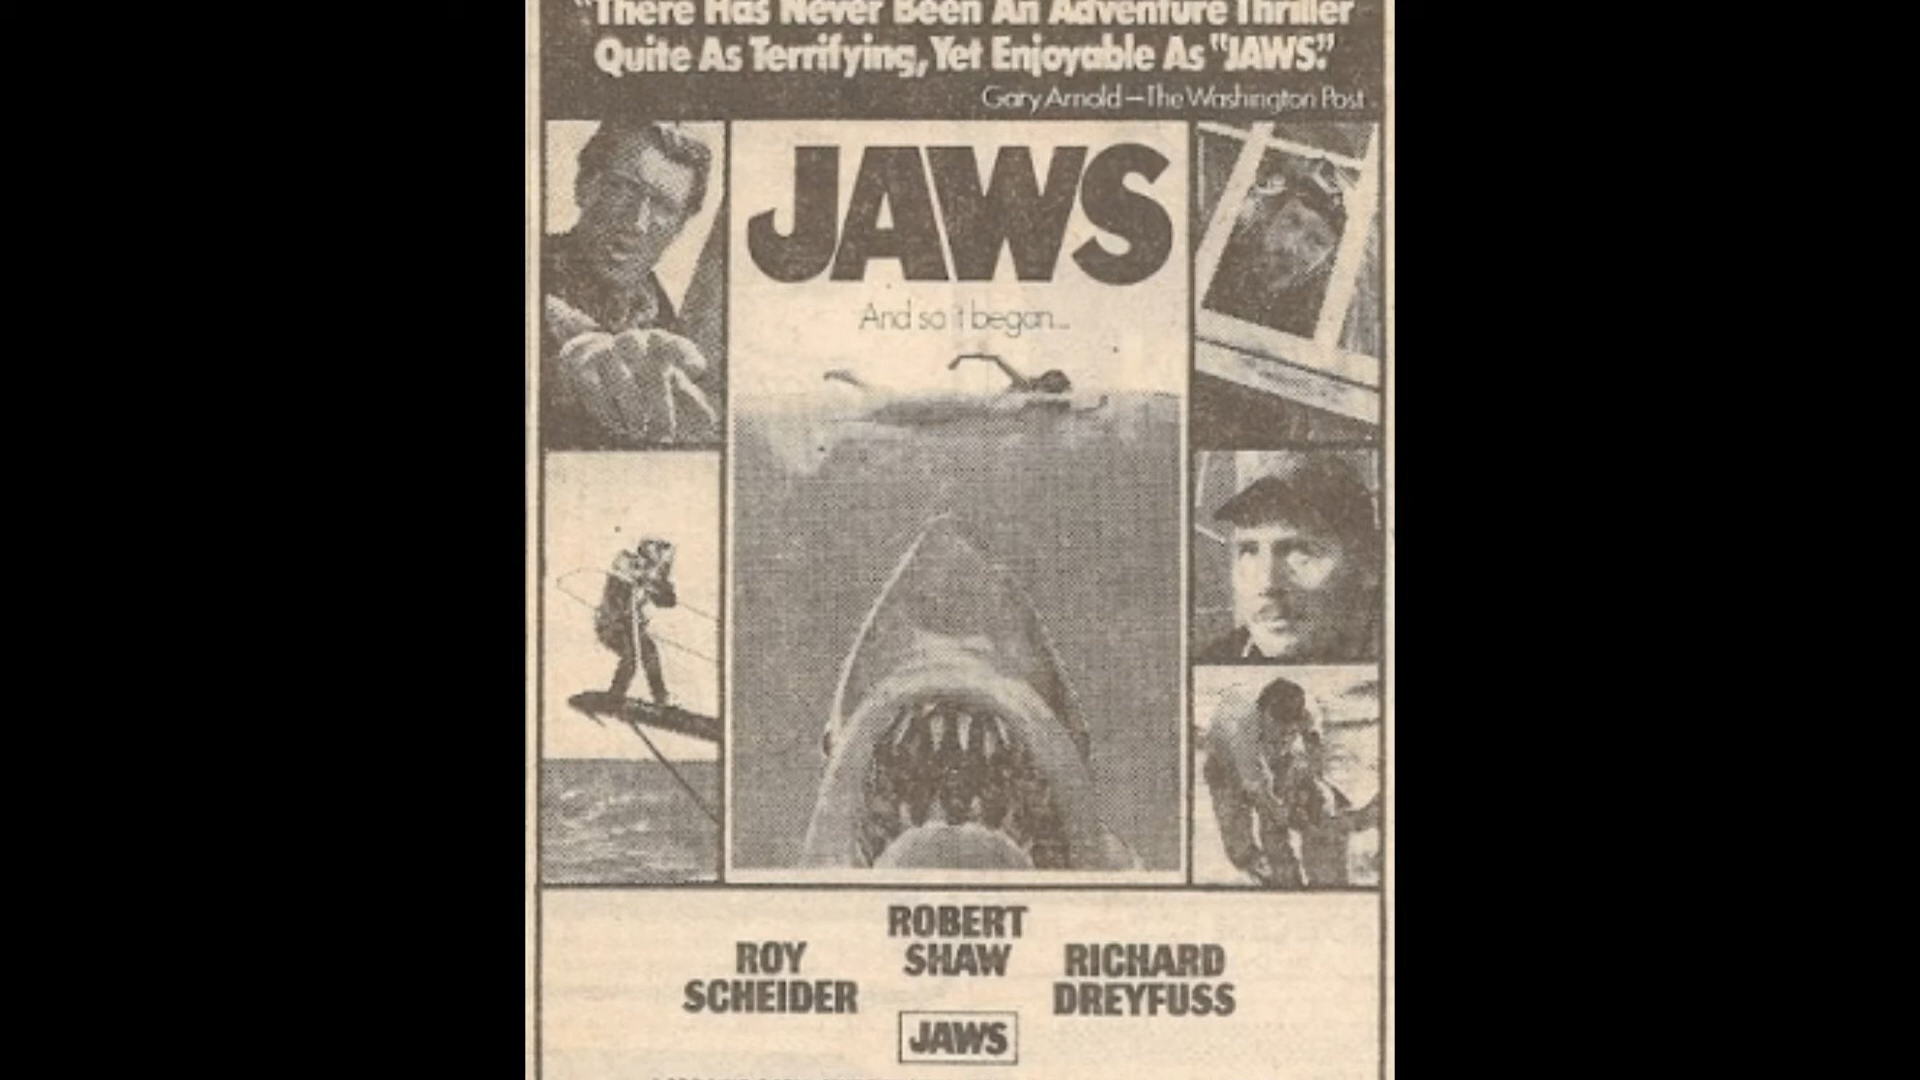 "There Has Never Been An Adventure Thriller
Quite As Terrifying, Yet Enjoyable As "JAWS."
Gary Arnold—The Washington Post
JAWS
And so it began...
ROBERT
SHAW
ROY
SCHEIDER
RICHARD
DREYFUSS
JAWS